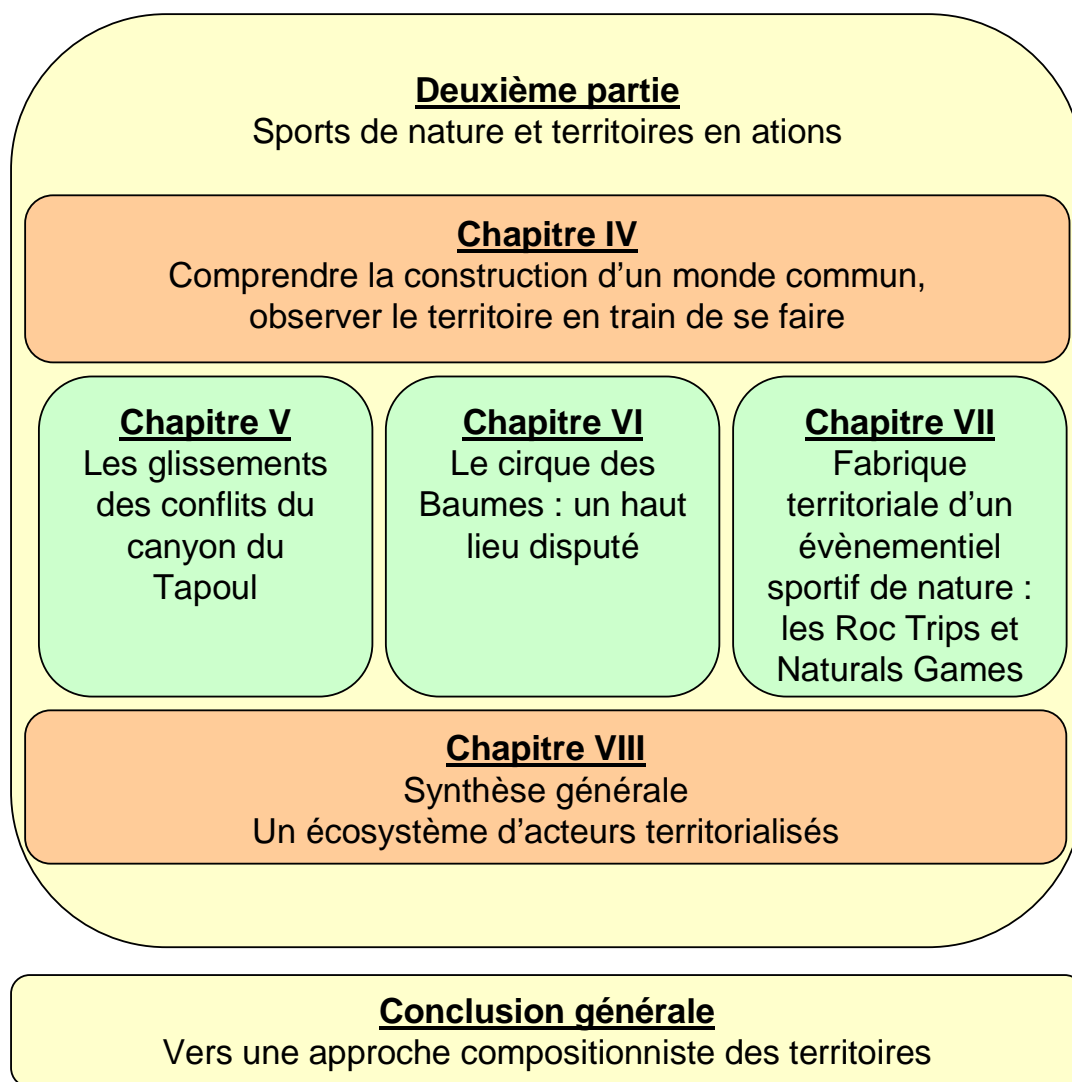 Deuxième partie
Sports de nature et territoires en ations
Chapitre IV
Comprendre la construction d’un monde commun,
observer le territoire en train de se faire
Chapitre V
Les glissements
des conflits du
canyon du
Tapoul
Chapitre VI
Le cirque des
Baumes : un haut
lieu disputé
Chapitre VII
Fabrique
territoriale d’un
évènementiel
sportif de nature :
les Roc Trips et
Naturals Games
Chapitre VIII
Synthèse générale
Un écosystème d’acteurs territorialisés
Conclusion générale
Vers une approche compositionniste des territoires